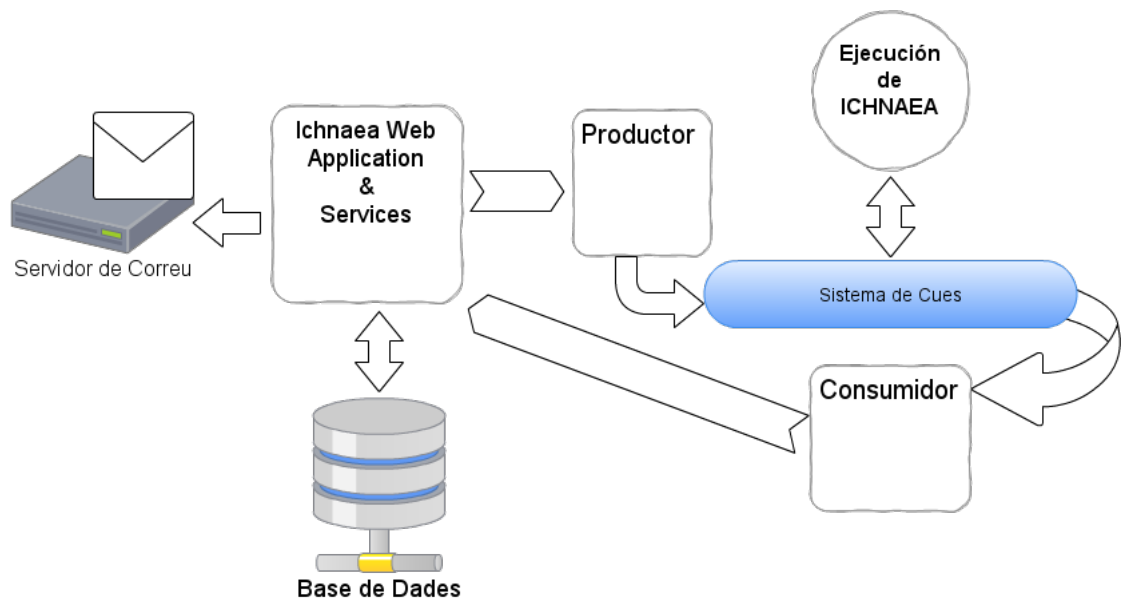 Ejecución
de
ICHNAEA
Ichnaea Web
Application
&
Services
Productor
Servidor de Correu
Sistema de Cues
Consumidor
Base de Dades